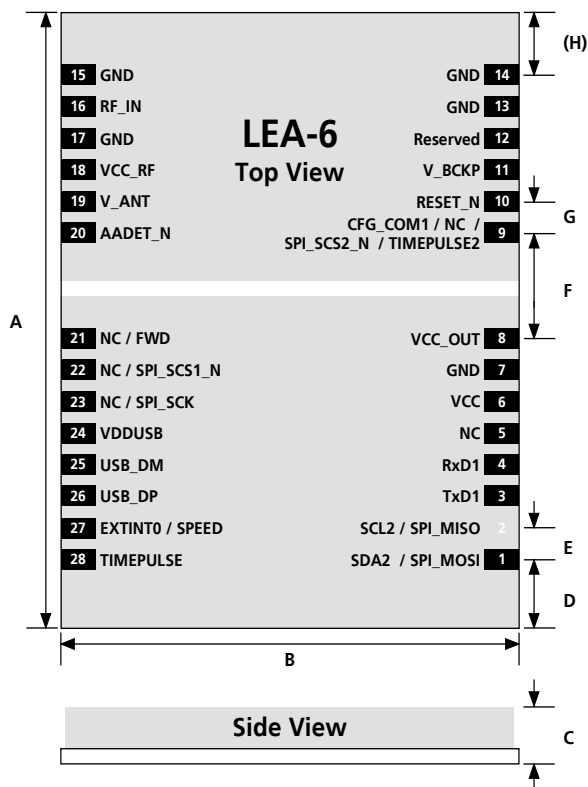 (H)
15 GND GND 14
16 RF_IN GND 13
LEA-6
17 GND Reserved 12
Top View
18 VCC_RF V_BCKP 11
19 V_ANT RESET_N 10
G
20 AADET_N CFG_COM1 / NC /
SPI_SCS2_N / TIMEPULSE2 9
F
A
21 NC / FWD VCC_OUT 8
22 NC / SPI_SCS1_N GND 7
23 NC / SPI_SCK VCC 6
24 VDDUSB NC 5
25 USB_DM RxD1 4
26 USB_DP TxD1 3
27 EXTINT0 / SPEED SCL2 / SPI_MISO 2
E
28 TIMEPULSE SDA2 / SPI_MOSI 1
D
B
Side View
C